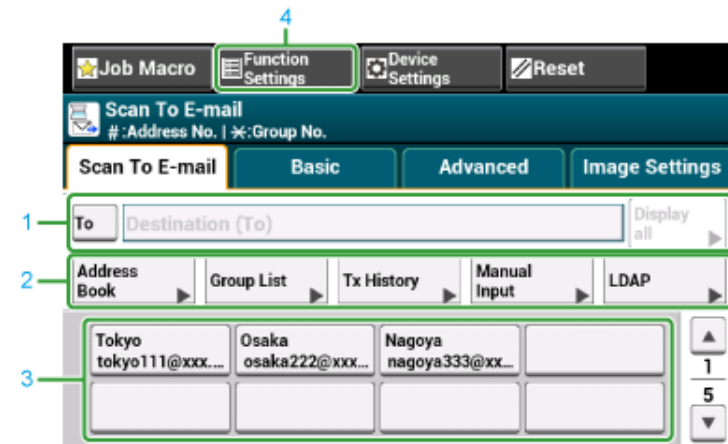 4
Job Macro
Function
Settings
Device
Settings
Reset
Scan To E-mail
#:Address No. | ⚹:Group No.
Scan To E-mail
Basic
Advanced
Image Settings
1
To
Destination (To)
Display
all
2
Address
Book
Group List
Tx History
Manual
Input
LDAP
3
Tokyo
tokyo111@xxx....
Osaka
osaka222@xxx...
Nagoya
nagoya333@xx...
1
5